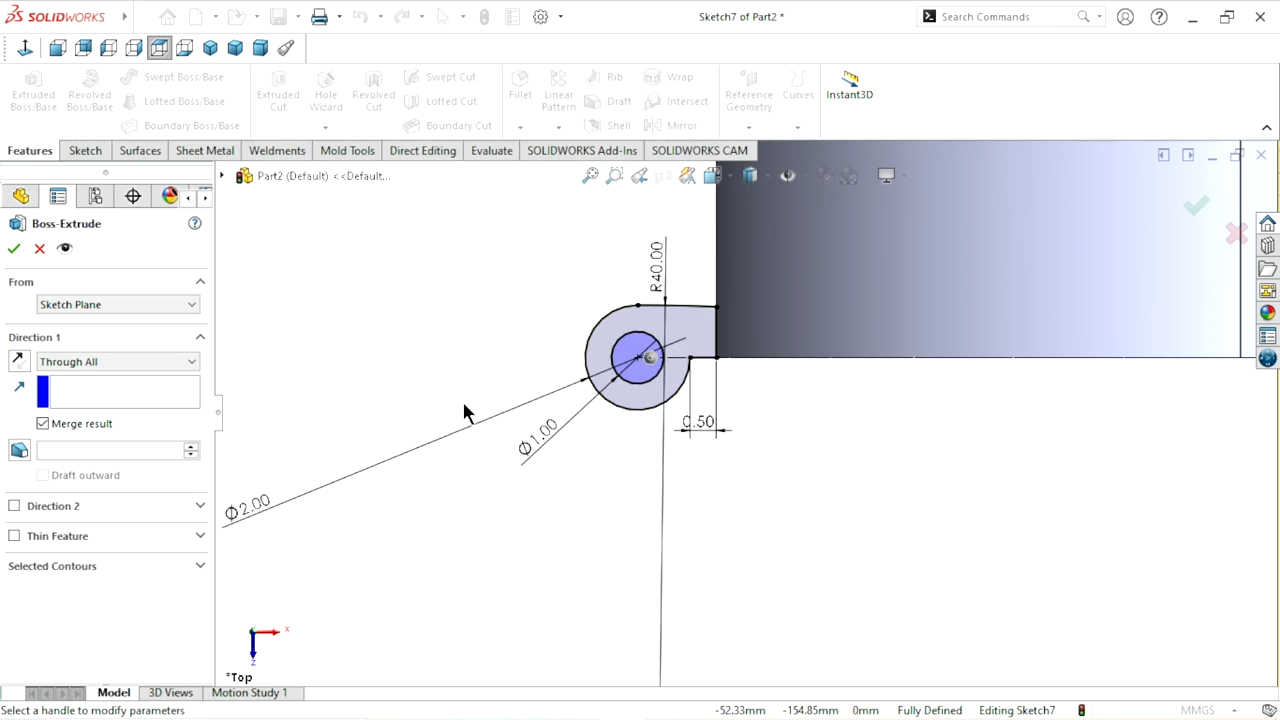 SOLIDWORKS
Sketch7 of Part2 *
Search Commands
Extruded Boss/Base
Revolved Boss/Base
Swept Boss/Base
Lofted Boss/Base
Boundary Boss/Base
Extruded Cut
Hole Wizard
Revolved Cut
Swept Cut
Lofted Cut
Boundary Cut
Fillet
Linear Pattern
Rib
Draft
Shell
Wrap
Intersect
Mirror
Reference Geometry
Curves
Instant3D
Features
Sketch
Surfaces
Sheet Metal
Weldments
Mold Tools
Direct Editing
Evaluate
SOLIDWORKS Add-Ins
SOLIDWORKS CAM
Part2 (Default) <<Default...
Boss-Extrude
From
Sketch Plane
Direction 1
Through All
Merge result
Draft outward
Direction 2
Thin Feature
Selected Contours
R40.00
0.50
Φ1.00
Φ2.00
x
z
*Top
Model
3D Views
Motion Study 1
Select a handle to modify parameters
-52.33mm
-154.85mm
0mm
Fully Defined
Editing Sketch7
MMGS